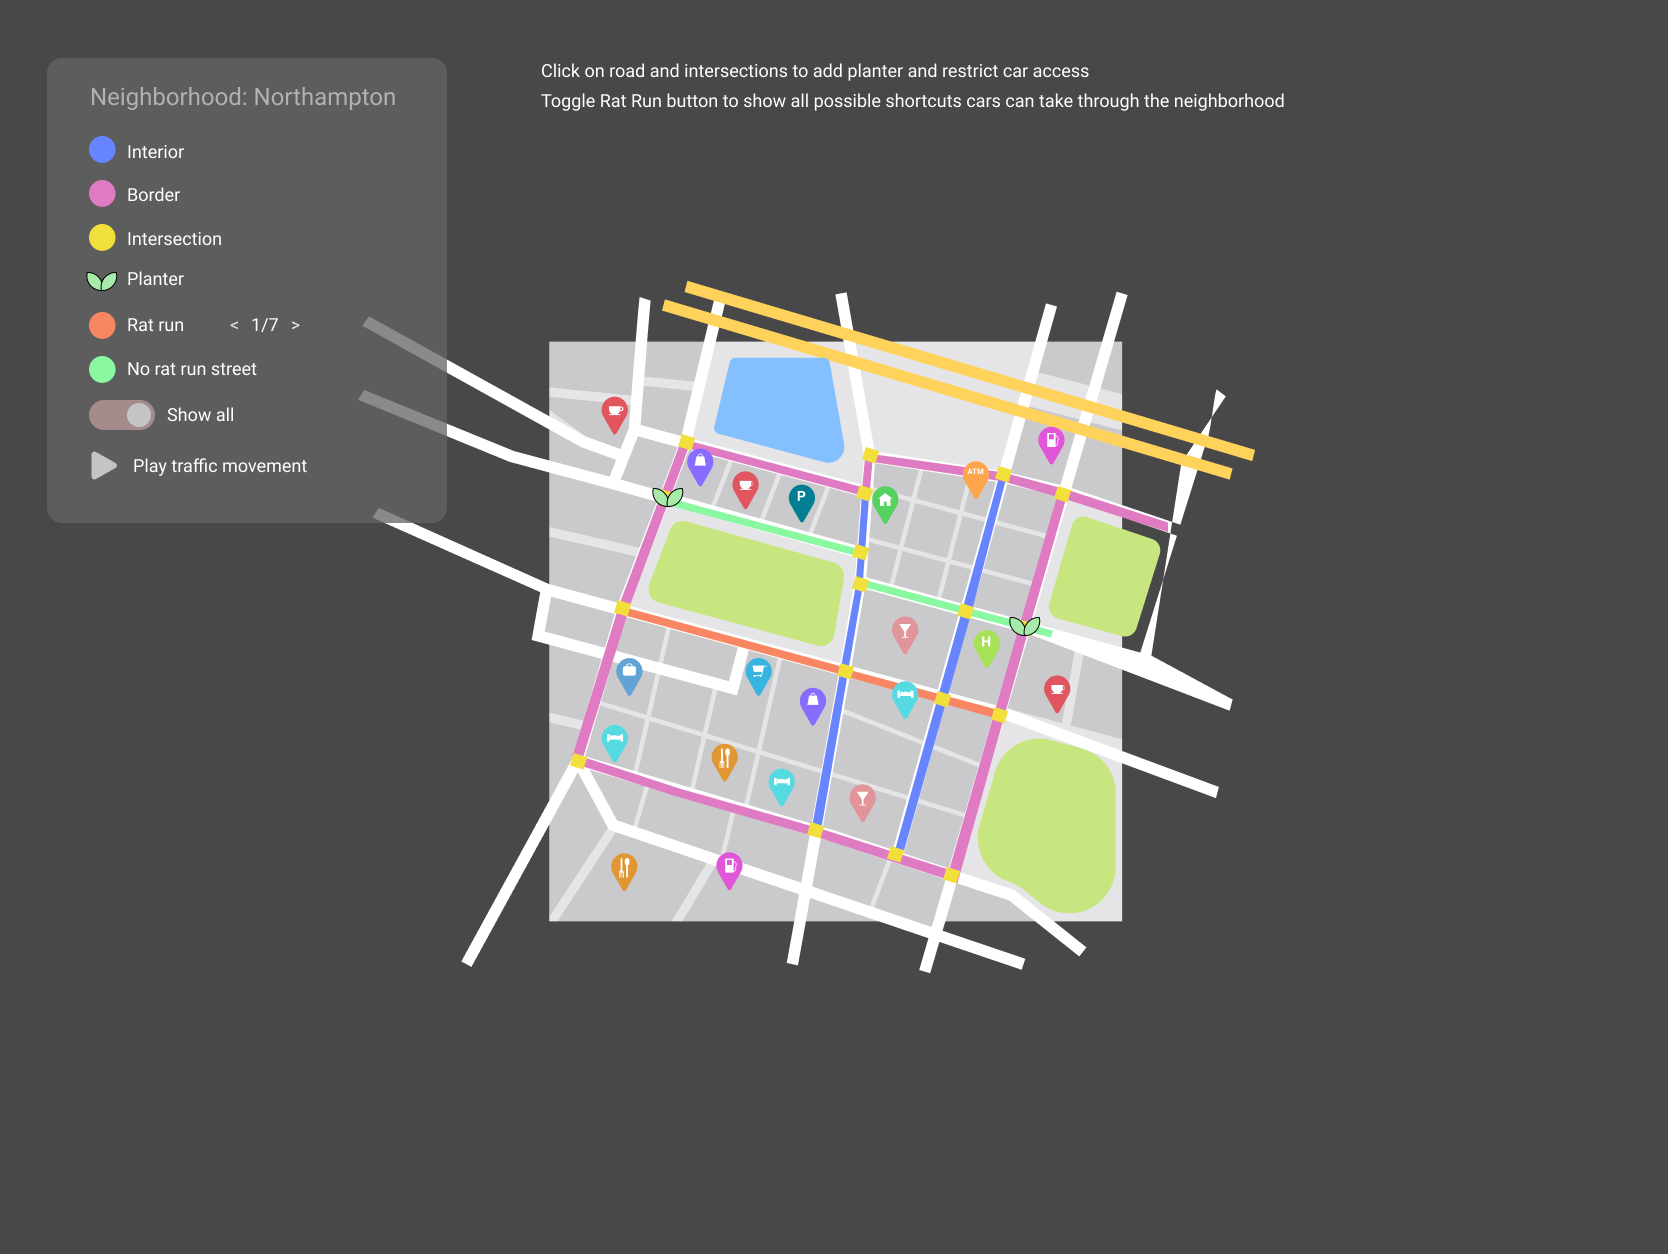 Click on road and intersections to add planter and restrict car access
Toggle Rat Run button to show all possible shortcuts cars can take through the neighborhood
Neighborhood: Northampton
Interior
Border
Intersection
Planter
Rat run < 1/7 >
No rat run street
Show all
Play traffic movement
ATM
P
H